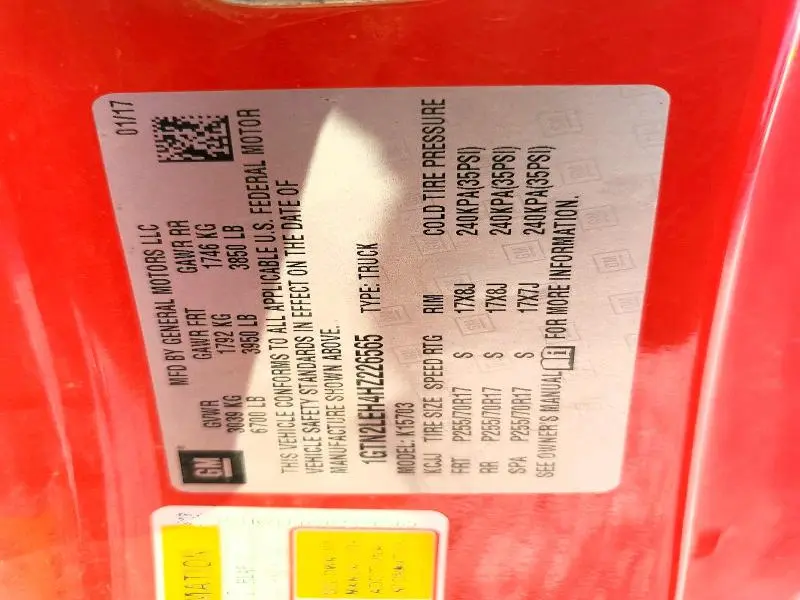 MFD BY GENERAL MOTORS LLC 01/17
GVWR GAWR FRT GAWR RR
3039 KG 1792 KG 1746 KG
6700 LB 3950 LB 3850 LB
GM
THIS VEHICLE CONFORMS TO ALL APPLICABLE U.S. FEDERAL MOTOR
VEHICLE SAFETY STANDARDS IN EFFECT ON THE DATE OF
MANUFACTURE SHOWN ABOVE.
1GTN2LEH4HZ226565 TYPE: TRUCK
MODEL: K15703
KCJJ TIRE SIZE SPEED RTG RIM COLD TIRE PRESSURE
FRT P255/70R17 S 17X8J 240KPA(35PSI)
RR P255/70R17 S 17X8J 240KPA(35PSI)
SPA P255/70R17 S 17X7J 240KPA(35PSI)
SEE OWNER'S MANUAL i FOR MORE INFORMATION.
MATION